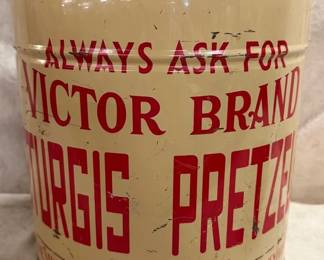 ALWAYS ASK FOR
VICTOR BRAND
TURGIS PRETZE